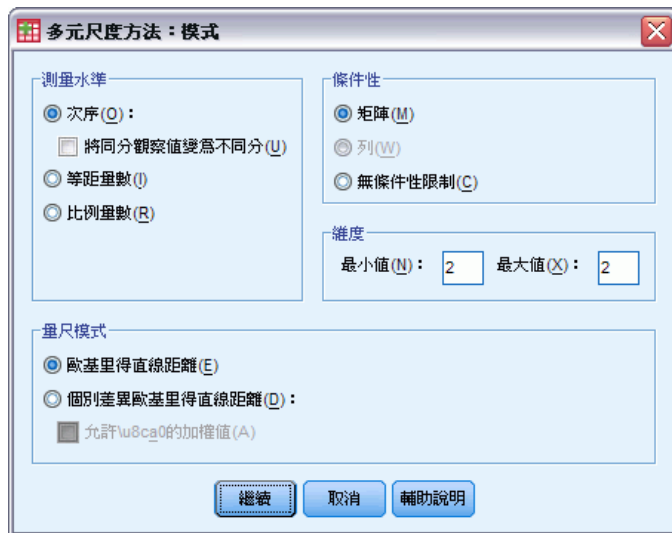 多元尺度方法：模式
測量水準
次序(O)：
將同分觀察值變為不同分(U)
等距量數(I)
比例量數(R)
條件性
矩陣(M)
列(W)
無條件性限制(C)
維度
最小值(N)： 2 最大值(X)： 2
量尺模式
歐基里得直線距離(E)
個別差異歐基里得直線距離(D)：
允許\u8ca0的加權值(A)
繼續 取消 輔助說明